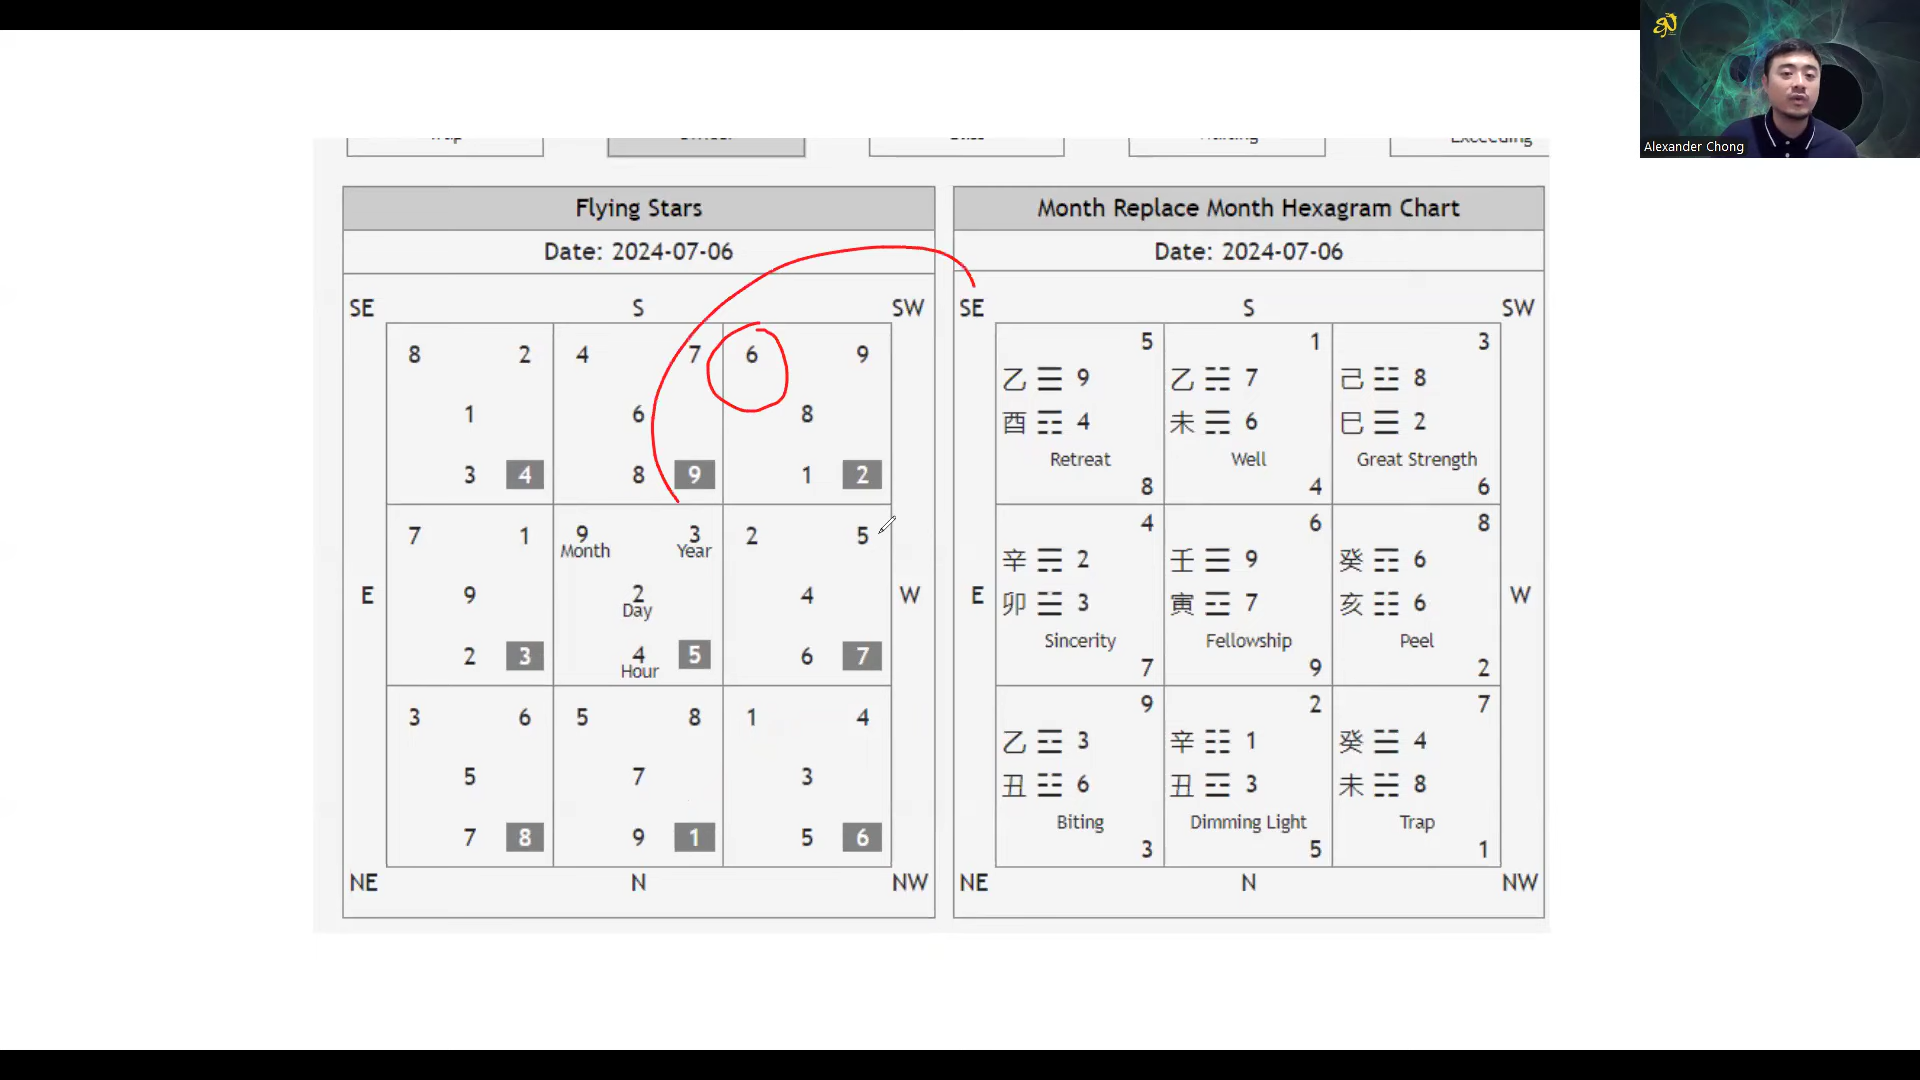 Alexander Chong
Flying Stars
Date: 2024-07-06
SE S SW
8 2 4 7 6 9
1 6 8
3 4 8 9 1 2
7 1 9 3 2 5
Month Year
E 9 2 4 W
Day
2 3 4 5 6 7
Hour
3 6 5 8 1 4
5 7 3
7 8 9 1 5 6
NE N NW
Month Replace Month Hexagram Chart
Date: 2024-07-06
SE S SW
5 1 3
乙 ☰ 9 乙 ☵ 7 己 ☳ 8
酉 ☶ 4 未 ☴ 6 巳 ☰ 2
Retreat Well Great Strength
8 4 6
4 6 8
辛 ☴ 2 壬 ☰ 9 癸 ☶ 6
E W
卯 ☱ 3 寅 ☲ 7 亥 ☷ 6
Sincerity Fellowship Peel
7 9 2
9 2 7
乙 ☲ 3 辛 ☷ 1 癸 ☱ 4
丑 ☳ 6 丑 ☲ 3 未 ☵ 8
Biting Dimming Light Trap
3 5 1
NE N NW